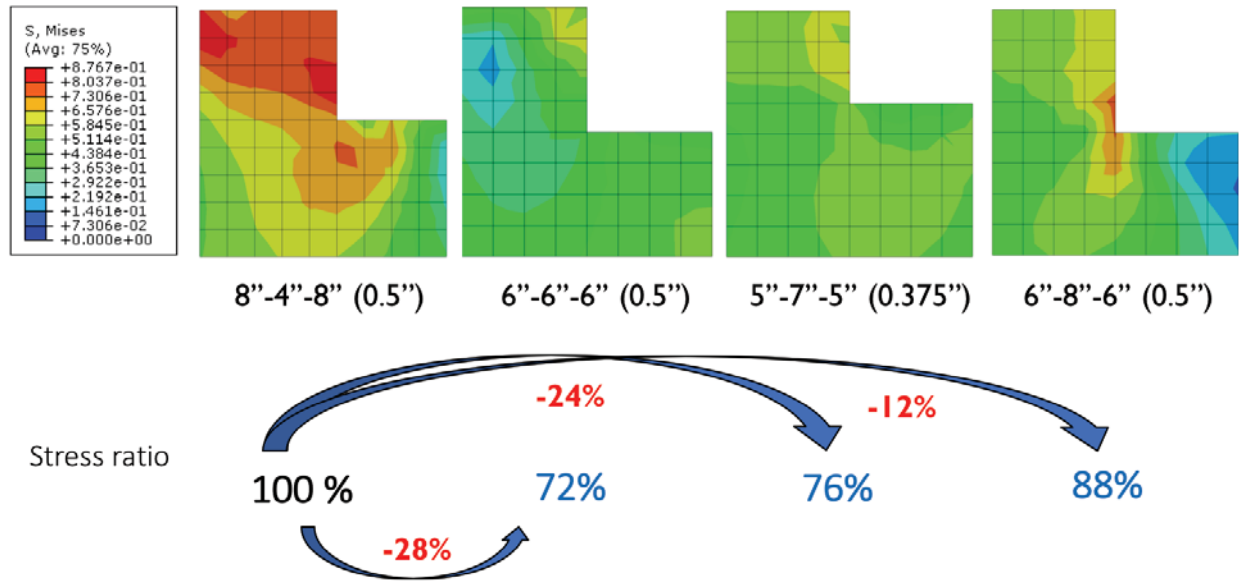 S, Mises
(Avg: 75%)
+8.767e-01
+8.037e-01
+7.306e-01
+6.576e-01
+5.845e-01
+5.114e-01
+4.384e-01
+3.653e-01
+2.922e-01
+2.192e-01
+1.461e-01
+7.306e-02
+0.000e+00
8”-4”-8” (0.5”)
6”-6”-6” (0.5”)
5”-7”-5” (0.375”)
6”-8”-6” (0.5”)
-24%
-12%
Stress ratio
100 %
72%
76%
88%
-28%